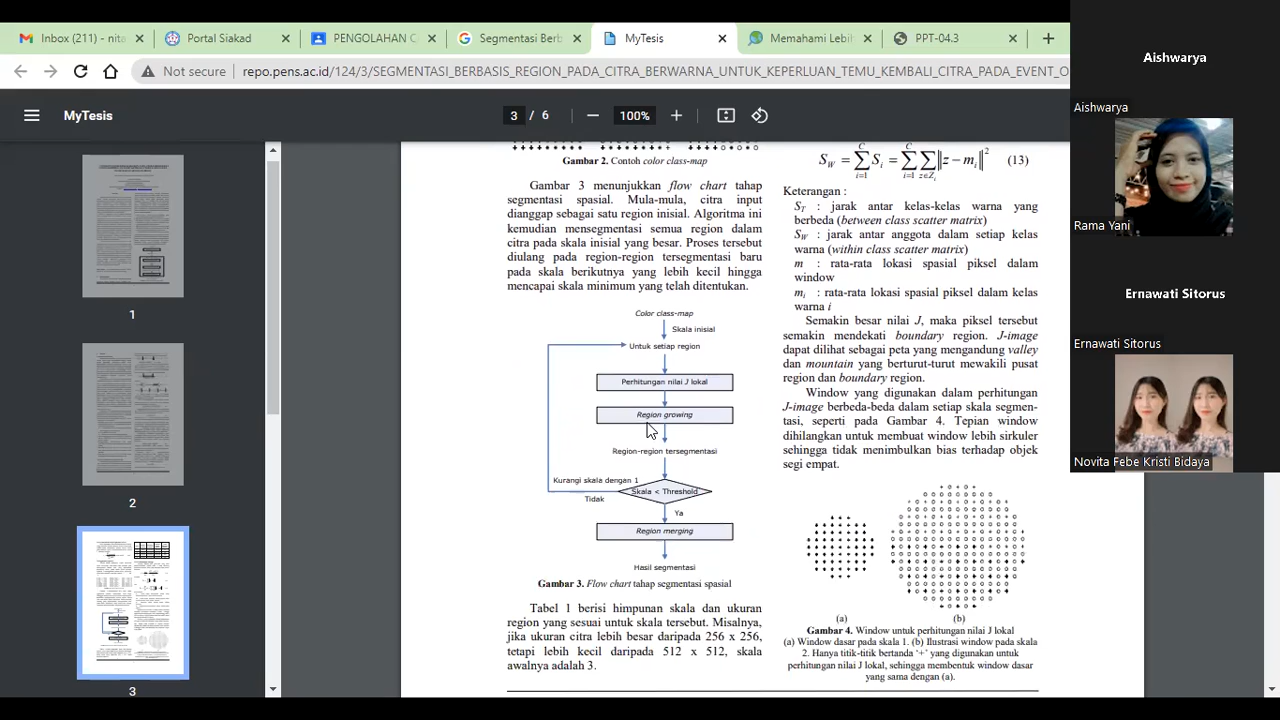 Inbox (211) - nita
Portal Siakad
PENGOLAHAN C
Segmentasi Berb
MyTesis
Memahami Lebih
PPT-04.3
Not secure
repo.pens.ac.id/124/3/SEGMENTASI_BERBASIS_REGION_PADA_CITRA_BERWARNA_UNTUK_KEPERLUAN_TEMU_KEMBALI_CITRA_PADA_EVENT_O
MyTesis
3 / 6
100%
1
2
3
Gambar 2. Contoh color class-map
Gambar 3 menunjukkan flow chart tahap
segmentasi spasial. Mula-mula, citra input
dianggap sebagai satu region inisial. Algoritma ini
kemudian mensegmentasi semua region dalam
citra pada skala inisial yang besar. Proses tersebut
diulang pada region-region tersegmentasi baru
pada skala berikutnya yang lebih kecil hingga
mencapai skala minimum yang telah ditentukan.
Color class-map
Skala inisial
Untuk setiap region
Perhitungan nilai J lokal
Region growing
Region-region tersegmentasi
Kurangi skala dengan 1
Skala < Threshold
Tidak
Ya
Region merging
Hasil segmentasi
Gambar 3. Flow chart tahap segmentasi spasial
Tabel 1 berisi himpunan skala dan ukuran
region yang sesuai untuk skala tersebut. Misalnya,
jika ukuran citra lebih besar daripada 256 x 256,
tetapi lebih kecil daripada 512 x 512, skala
awalnya adalah 3.
S_W = ∑_{i=1}^{C} S_i = ∑_{i=1}^{C} ∑_{z∈Z_i} ‖z − m_i‖² (13)
Keterangan :
S_T : jarak antar kelas-kelas warna yang
berbeda (between class scatter matrix)
S_W : jarak antar anggota dalam setiap kelas
warna (within class scatter matrix)
m : rata-rata lokasi spasial piksel dalam
window
m_i : rata-rata lokasi spasial piksel dalam kelas
warna i
Semakin besar nilai J, maka piksel tersebut
semakin mendekati boundary region. J-image
dapat dilihat sebagai peta yang mengandung valley
dan mountain yang berturut-turut mewakili pusat
region dan boundary region.
Window yang digunakan dalam perhitungan
J-image berbeda-beda dalam setiap skala segmen-
tasi, seperti pada Gambar 4. Tepian window
dihilangkan untuk membuat window lebih sirkuler
sehingga tidak menimbulkan bias terhadap objek
segi empat.
(a)
(b)
Gambar 4. Window untuk perhitungan nilai J lokal
(a) Window dasar pada skala 1. (b) Ilustrasi window pada skala
2. Hanya titik-titik bertanda '+' yang digunakan untuk
perhitungan nilai J lokal, sehingga membentuk window dasar
yang sama dengan (a).
Aishwarya
Aishwarya
Rama Yani
Ernawati Sitorus
Ernawati Sitorus
Novita Febe Kristi Bidaya